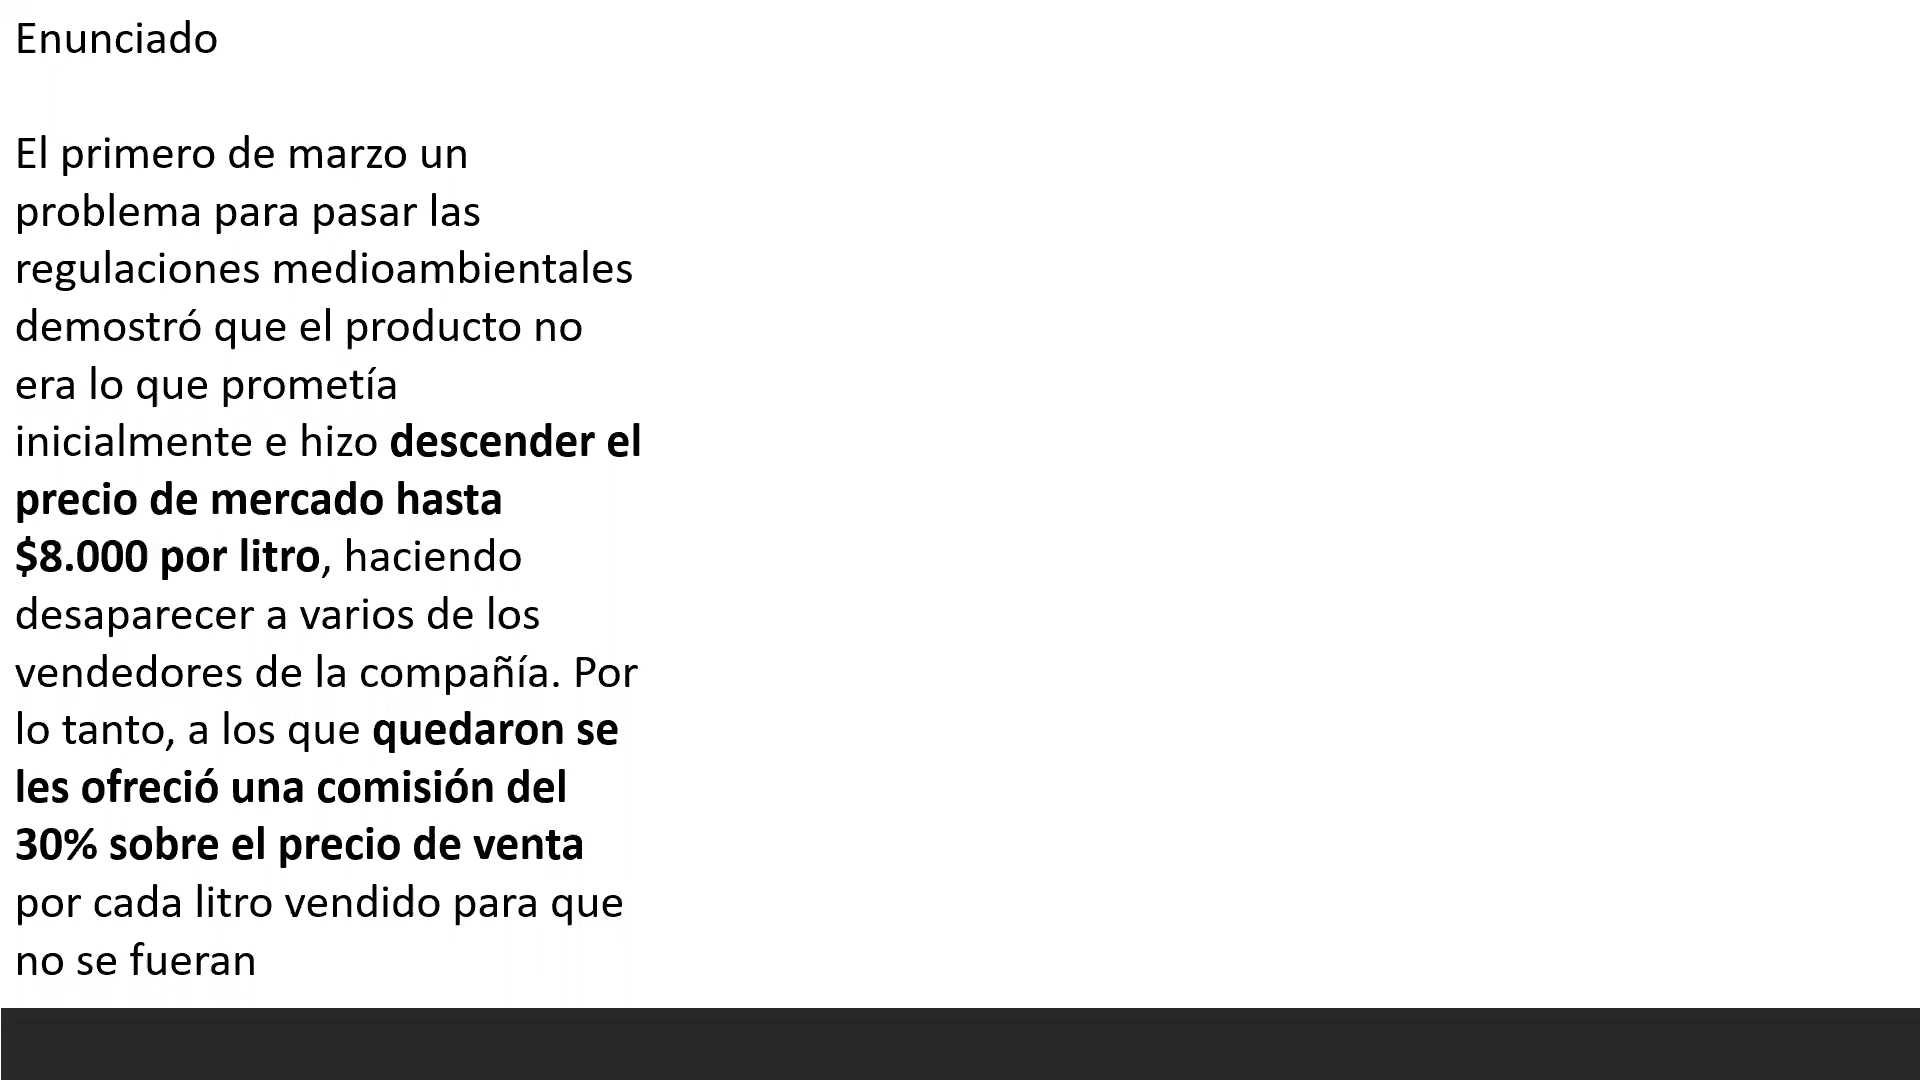 Enunciado
El primero de marzo un
problema para pasar las
regulaciones medioambientales
demostró que el producto no
era lo que prometía
inicialmente e hizo descender el
precio de mercado hasta
$8.000 por litro, haciendo
desaparecer a varios de los
vendedores de la compañía. Por
lo tanto, a los que quedaron se
les ofreció una comisión del
30% sobre el precio de venta
por cada litro vendido para que
no se fueran